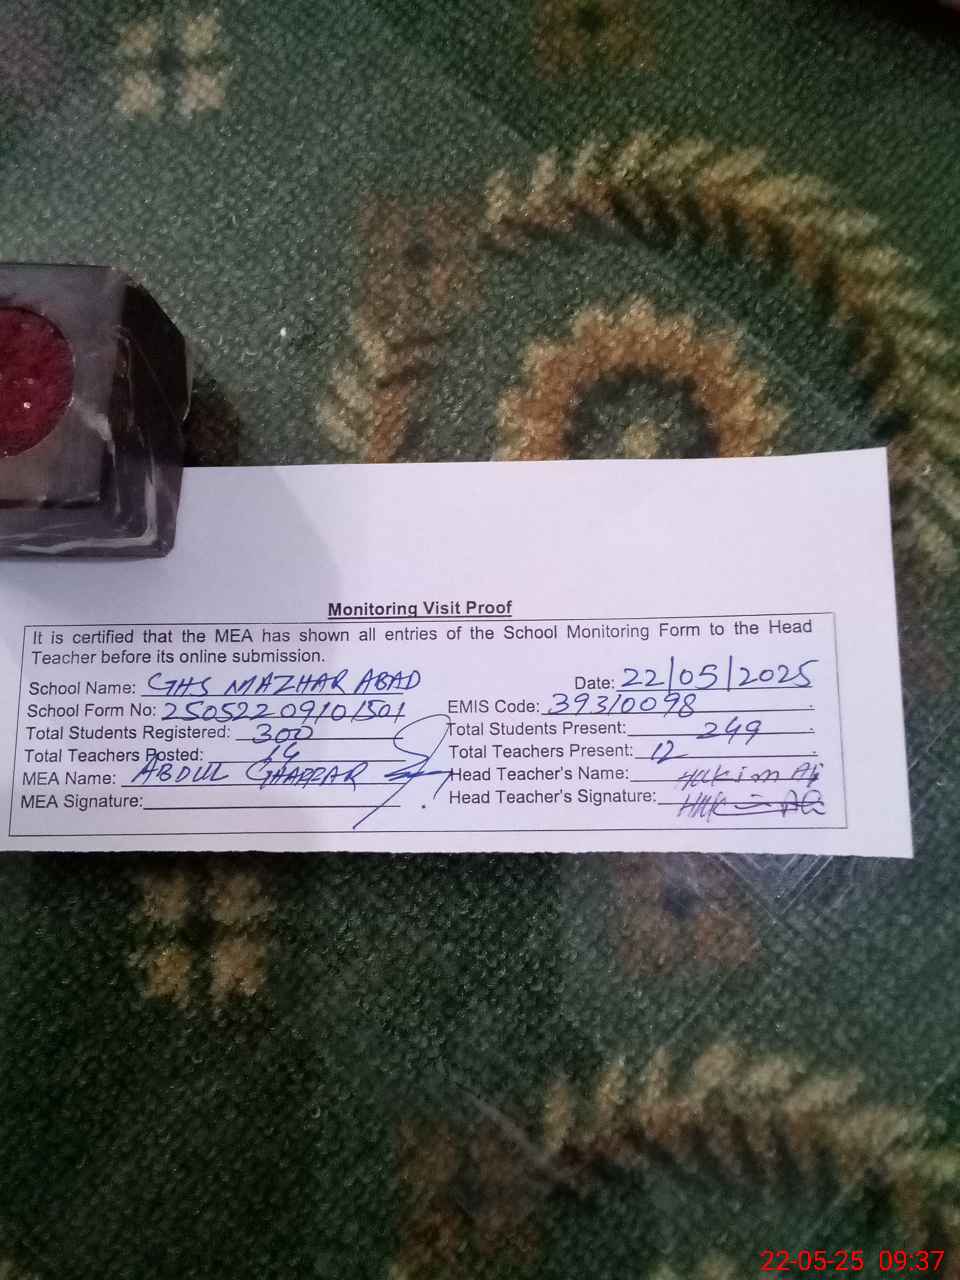 Monitoring Visit Proof
It is certified that the MEA has shown all entries of the School Monitoring Form to the Head
Teacher before its online submission.
School Name: GHS MAZHAR ABAD Date: 22/05/2025
School Form No: 25052209101501 EMIS Code: 39310098
Total Students Registered: 300 Total Students Present: 249
Total Teachers Posted: 14 Total Teachers Present: 12
MEA Name: ABDUL GHAFFAR Head Teacher's Name: Hakim Ali
MEA Signature: Head Teacher's Signature:
22-05-25 09:37